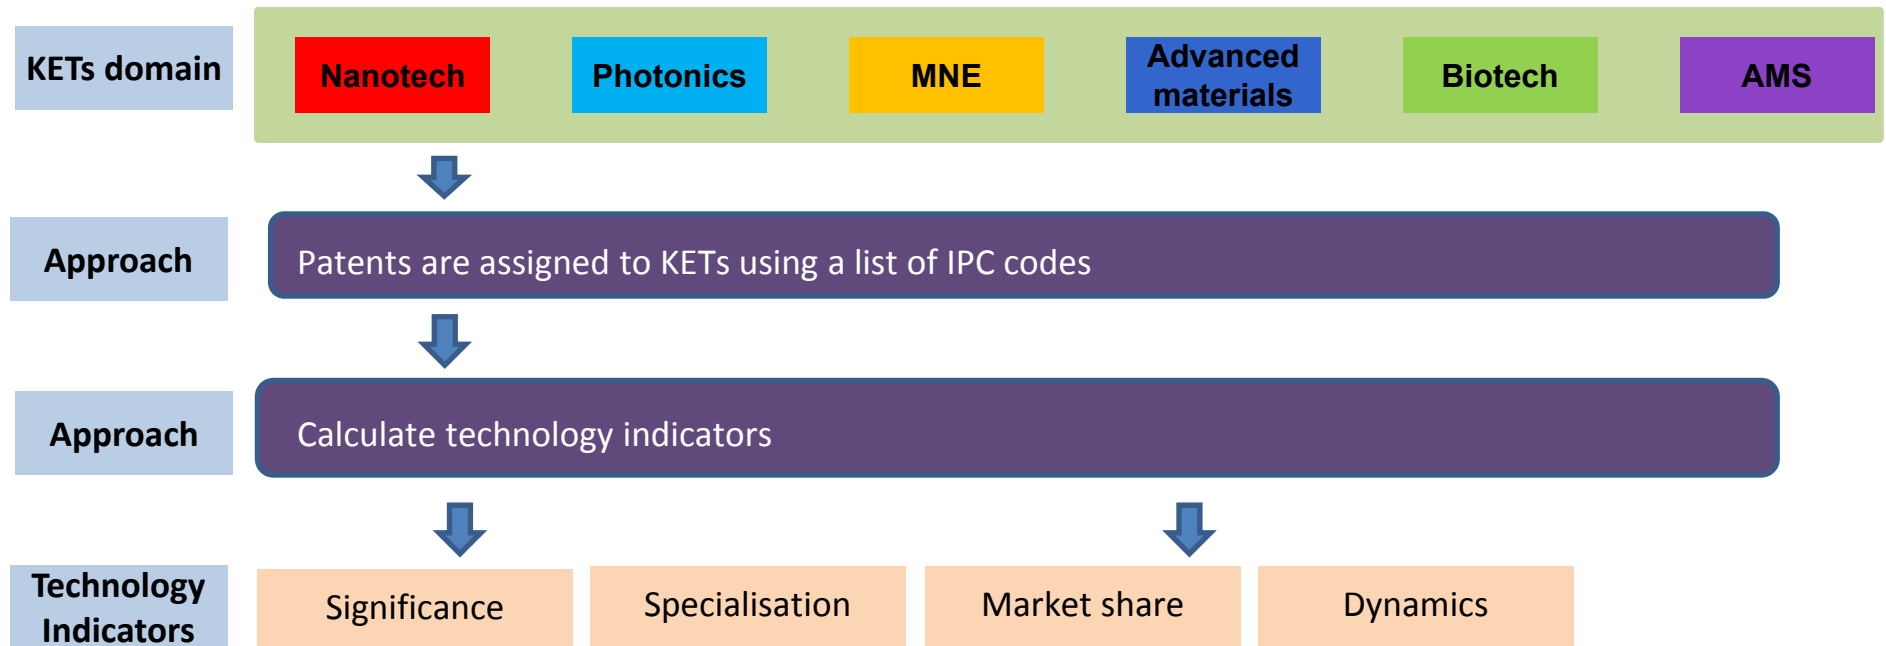 KETs domain
Nanotech
Photonics
MNE
Advanced
materials
Biotech
AMS
Approach
Patents are assigned to KETs using a list of IPC codes
Approach
Calculate technology indicators
Technology
Indicators
Significance
Specialisation
Market share
Dynamics